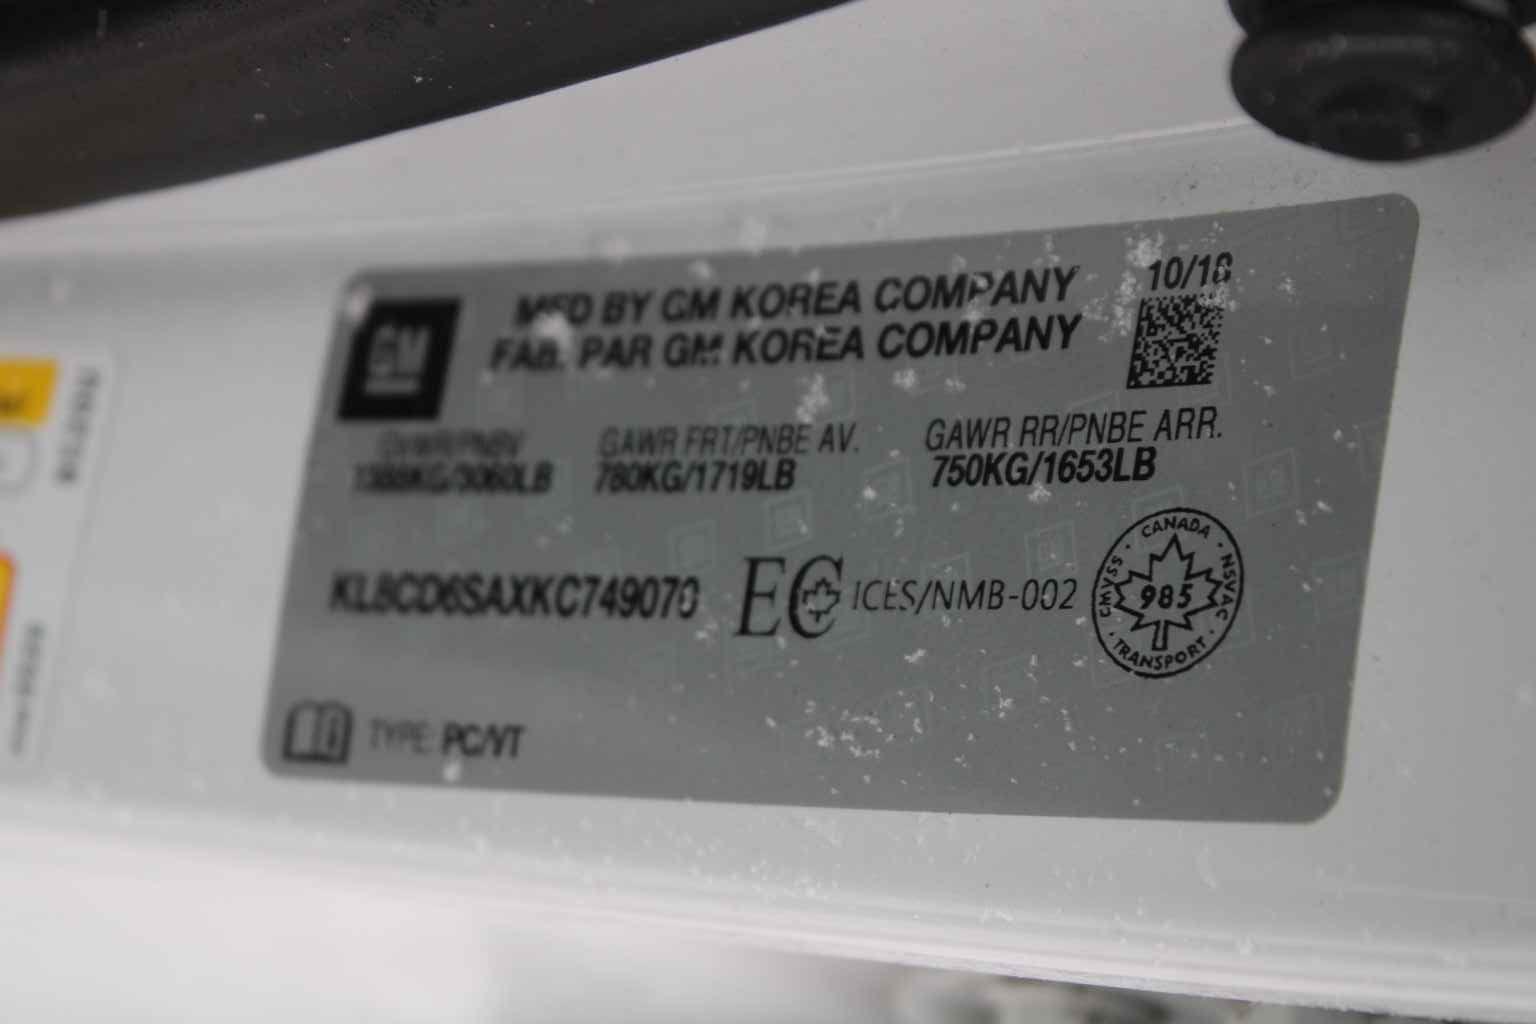 MFD BY GM KOREA COMPANY
FAB. PAR GM KOREA COMPANY
10/18
GM
GVWR/PNBV
1388KG/3060LB
GAWR FRT/PNBE AV.
780KG/1719LB
GAWR RR/PNBE ARR.
750KG/1653LB
KL8CD6SAXKC749070
EC ICES/NMB-002
CANADA
CMVSS NSVAC
985
TRANSPORT
TYPE: PC/VT